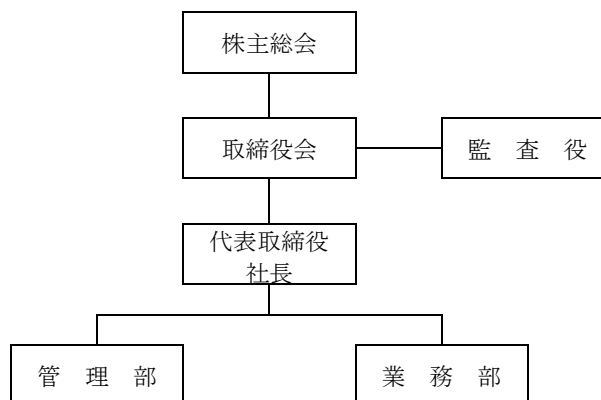 株主総会
取締役会
監　査　役
代表取締役
社長
管　理　部
業　務　部